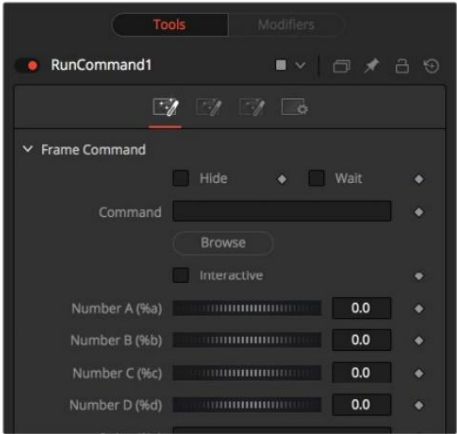 Tools Modifiers
RunCommand1
Frame Command
Hide Wait
Command
Browse
Interactive
Number A (%a) 0.0
Number B (%b) 0.0
Number C (%c) 0.0
Number D (%d) 0.0